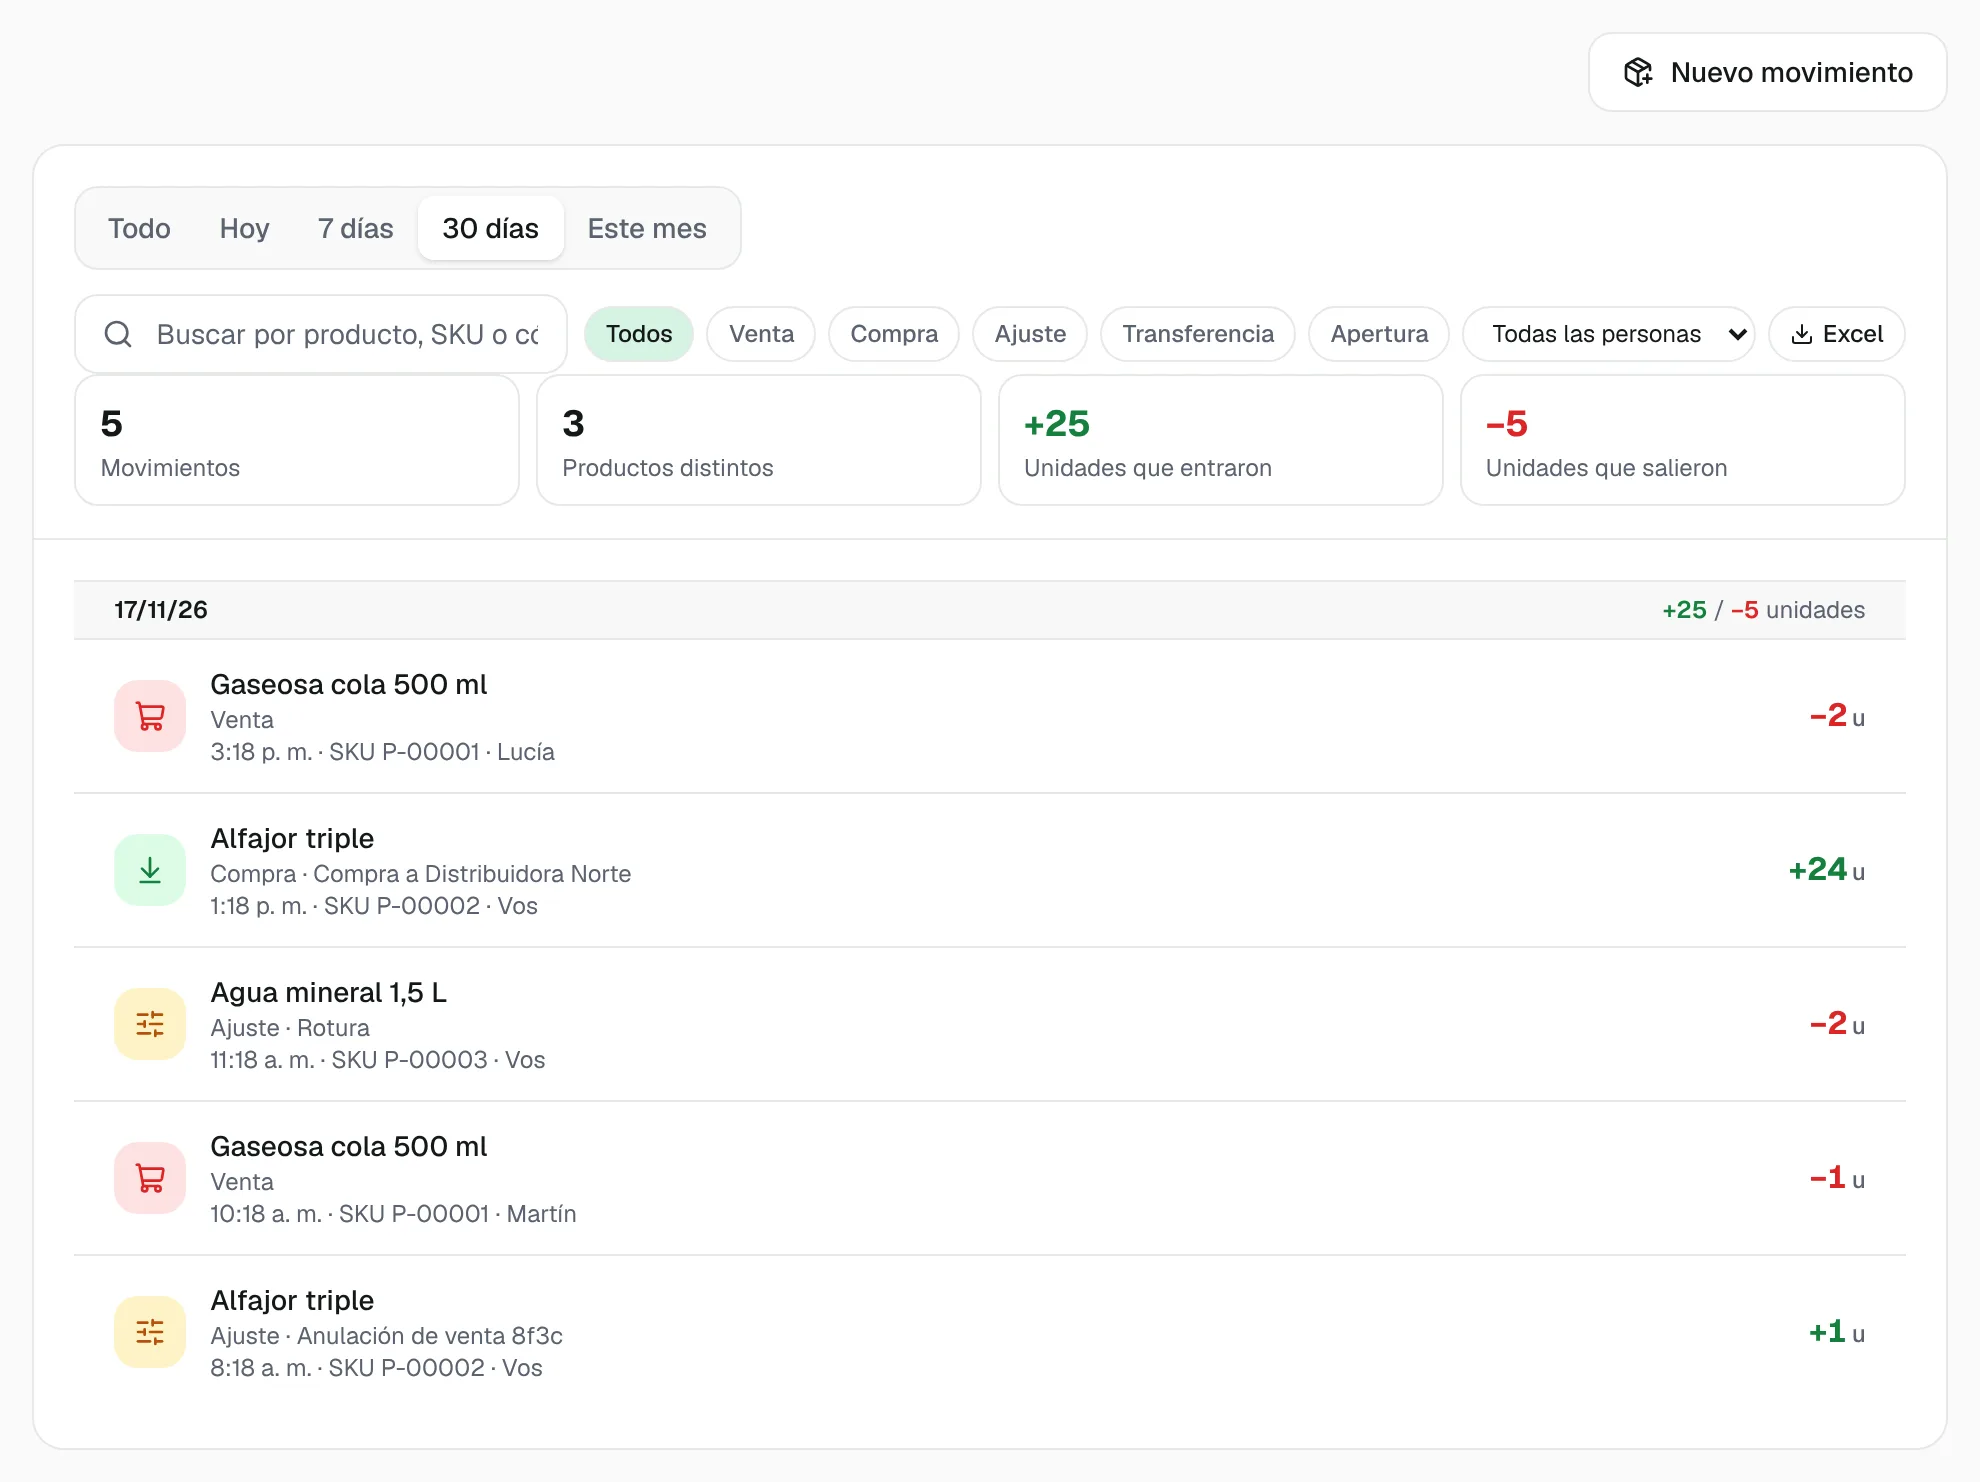 Nuevo movimiento
Todo Hoy 7 días 30 días Este mes
Buscar por producto, SKU o có Todos Venta Compra Ajuste Transferencia Apertura Todas las personas Excel
5 3 +25 −5
Movimientos Productos distintos Unidades que entraron Unidades que salieron
17/11/26 +25 / −5 unidades
Gaseosa cola 500 ml
Venta
3:18 p. m. · SKU P-00001 · Lucía
−2 u
Alfajor triple
Compra · Compra a Distribuidora Norte
1:18 p. m. · SKU P-00002 · Vos
+24 u
Agua mineral 1,5 L
Ajuste · Rotura
11:18 a. m. · SKU P-00003 · Vos
−2 u
Gaseosa cola 500 ml
Venta
10:18 a. m. · SKU P-00001 · Martín
−1 u
Alfajor triple
Ajuste · Anulación de venta 8f3c
8:18 a. m. · SKU P-00002 · Vos
+1 u